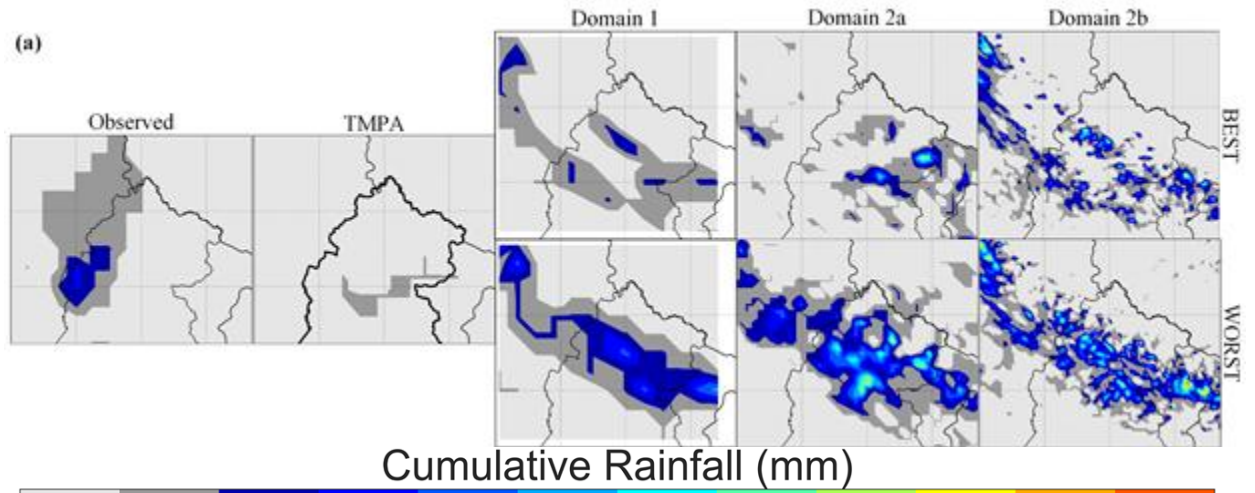 Domain 1
Domain 2a
Domain 2b
(a)
Observed
TMPA
BEST
WORST
Cumulative Rainfall (mm)